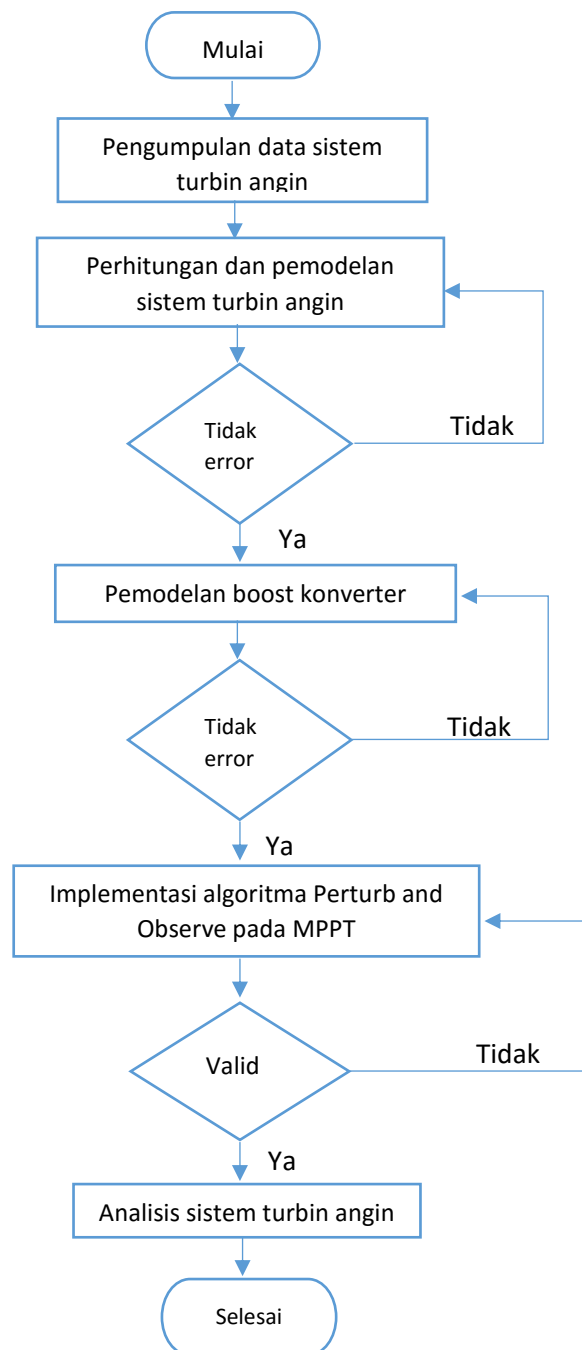 Mulai
Pengumpulan data sistem
turbin angin
Perhitungan dan pemodelan
sistem turbin angin
Tidak
error
Tidak
Ya
Pemodelan boost konverter
Tidak
error
Tidak
Ya
Implementasi algoritma Perturb and
Observe pada MPPT
Valid
Tidak
Ya
Analisis sistem turbin angin
Selesai